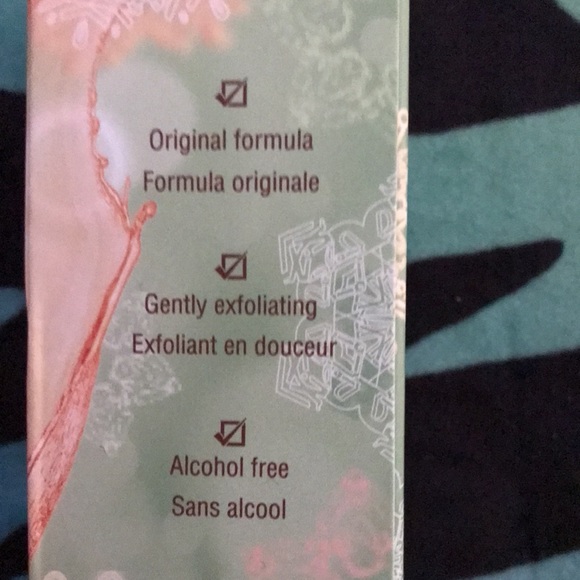 Original formula
Formula originale
Gently exfoliating
Exfoliant en douceur
Alcohol free
Sans alcool